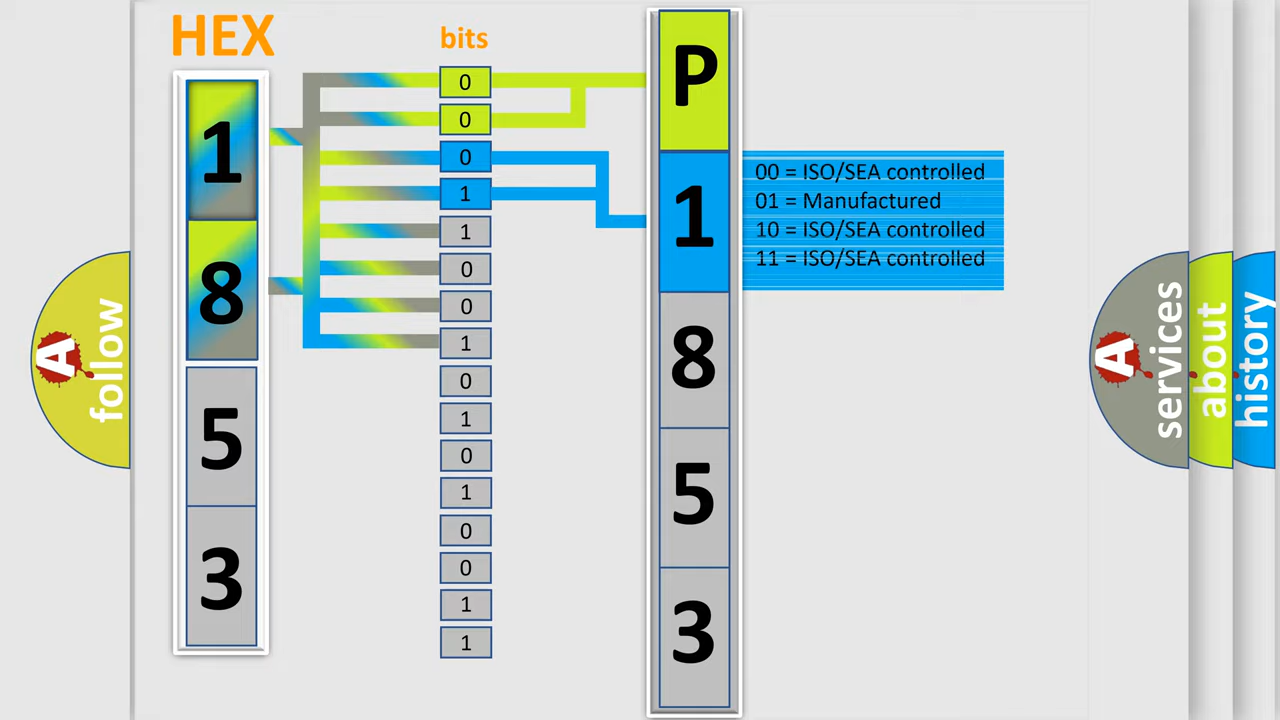 HEX
bits
1
8
5
3
0
0
0
1
1
0
0
1
0
1
0
1
0
0
1
1
P
1
8
5
3
00 = ISO/SEA controlled
01 = Manufactured
10 = ISO/SEA controlled
11 = ISO/SEA controlled
A
follow
A
services
about
history